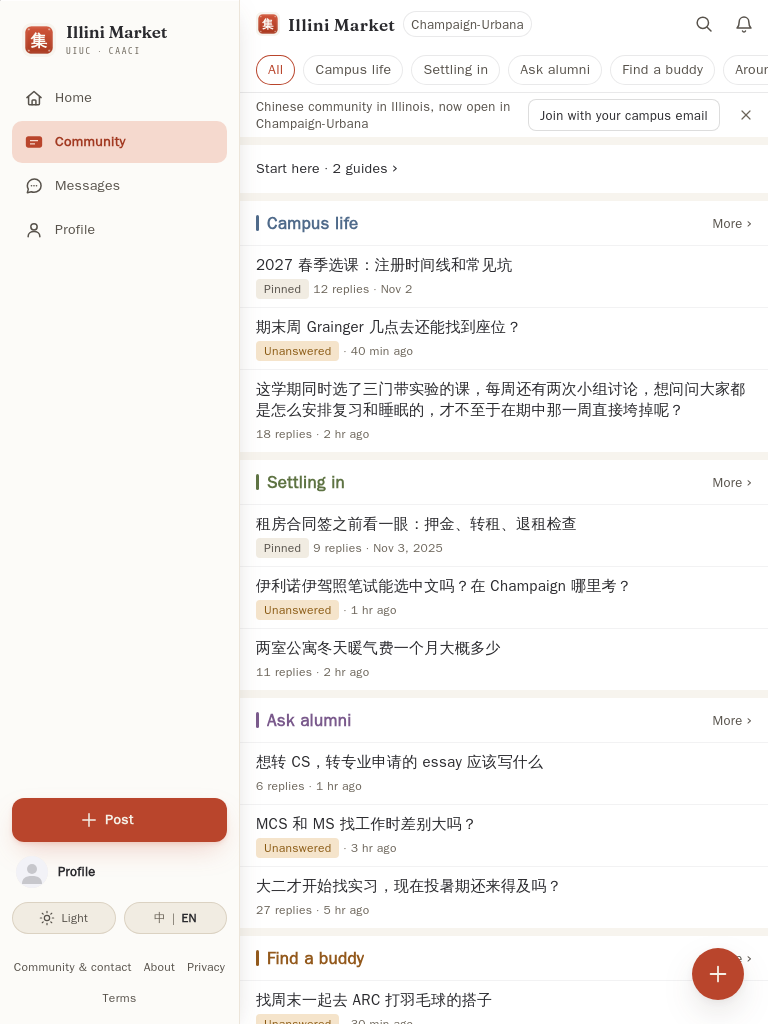 集
Illini Market
UIUC · CAACI
Home
Community
Messages
Profile
Post
Profile
Light
中 | EN
Community & contact
About
Privacy
Terms
集
Illini Market
Champaign-Urbana
All
Campus life
Settling in
Ask alumni
Find a buddy
Chinese community in Illinois, now open in
Champaign-Urbana
Join with your campus email
Start here · 2 guides ›
Campus life
More ›
2027 春季选课：注册时间线和常见坑
Pinned 12 replies · Nov 2
期末周 Grainger 几点去还能找到座位？
Unanswered · 40 min ago
这学期同时选了三门带实验的课，每周还有两次小组讨论，想问问大家都
是怎么安排复习和睡眠的，才不至于在期中那一周直接垮掉呢？
18 replies · 2 hr ago
Settling in
More ›
租房合同签之前看一眼：押金、转租、退租检查
Pinned 9 replies · Nov 3, 2025
伊利诺伊驾照笔试能选中文吗？在 Champaign 哪里考？
Unanswered · 1 hr ago
两室公寓冬天暖气费一个月大概多少
11 replies · 2 hr ago
Ask alumni
More ›
想转 CS，转专业申请的 essay 应该写什么
6 replies · 1 hr ago
MCS 和 MS 找工作时差别大吗？
Unanswered · 3 hr ago
大二才开始找实习，现在投暑期还来得及吗？
27 replies · 5 hr ago
Find a buddy
找周末一起去 ARC 打羽毛球的搭子
Unanswered · 30 min ago